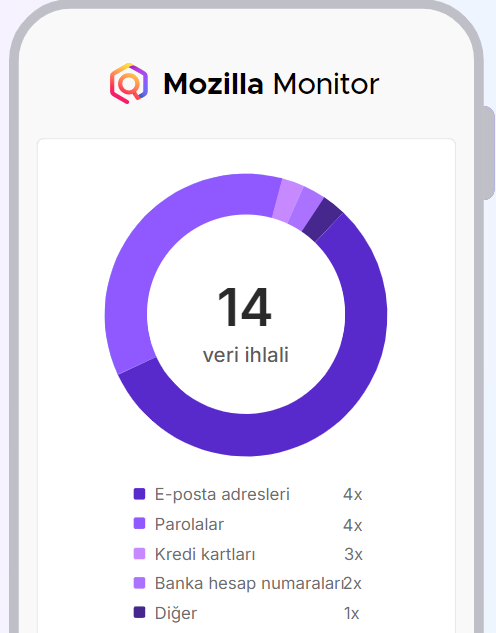 Mozilla Monitor
14
veri ihlali
E-posta adresleri 4x
Parolalar 4x
Kredi kartları 3x
Banka hesap numaraları 2x
Diğer 1x